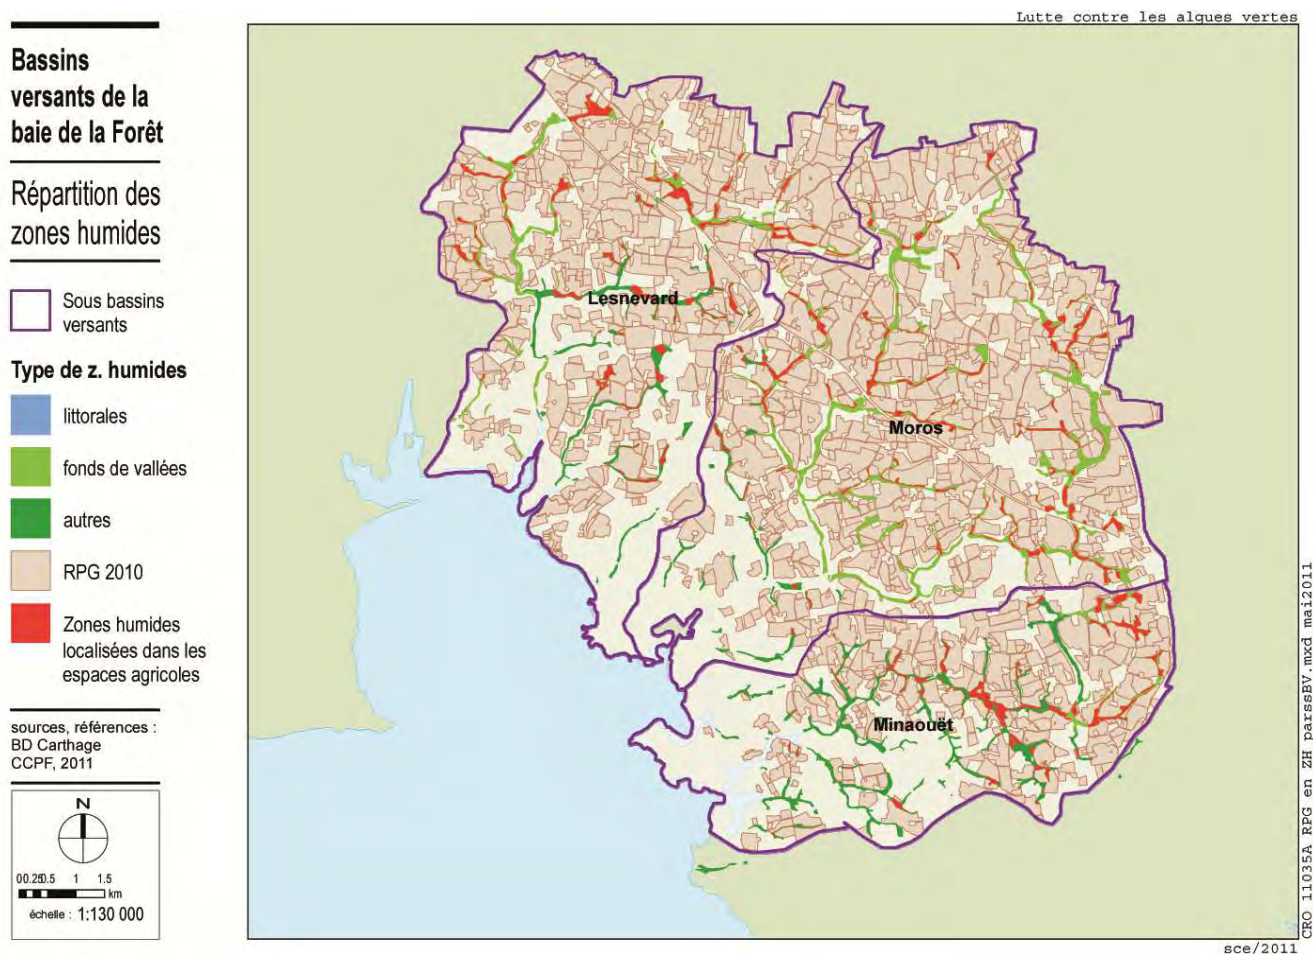 Lutte contre les algues vertes
Bassins
versants de la
baie de la Forêt
Répartition des
zones humides
Sous bassins
versants
Type de z. humides
littorales
fonds de vallées
autres
RPG 2010
Zones humides
localisées dans les
espaces agricoles
sources, références :
BD Carthage
CCPF, 2011
N
00.250.5 1 1.5
km
échelle : 1:130 000
Lesnevard
Moros
Minaouët
CRO 11035A RPG en ZH parssBV.mxd mai2011
sce/2011